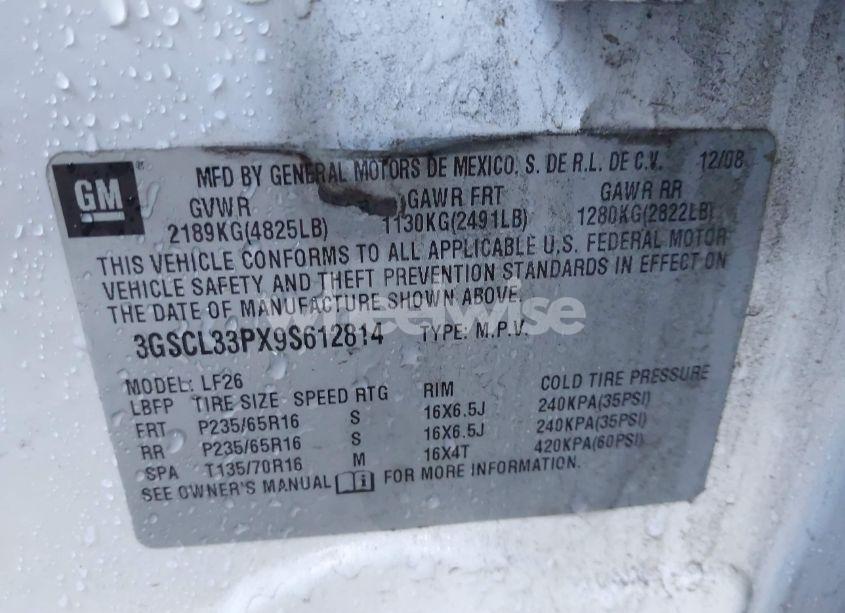 GM
MFD BY GENERAL MOTORS DE MEXICO, S. DE R.L. DE C.V. 12/08
GVWR GAWR FRT GAWR RR
2189KG(4825LB) 1130KG(2491LB) 1280KG(2822LB)
THIS VEHICLE CONFORMS TO ALL APPLICABLE U.S. FEDERAL MOTOR
VEHICLE SAFETY AND THEFT PREVENTION STANDARDS IN EFFECT ON
THE DATE OF MANUFACTURE SHOWN ABOVE.
wheelwise
3GSCL33PX9S612814 TYPE: M.P.V.
MODEL: LF26
LBFP TIRE SIZE SPEED RTG RIM COLD TIRE PRESSURE
FRT P235/65R16 S 16X6.5J 240KPA(35PSI)
RR P235/65R16 S 16X6.5J 240KPA(35PSI)
SPA T135/70R16 M 16X4T 420KPA(60PSI)
SEE OWNER'S MANUAL FOR MORE INFORMATION.